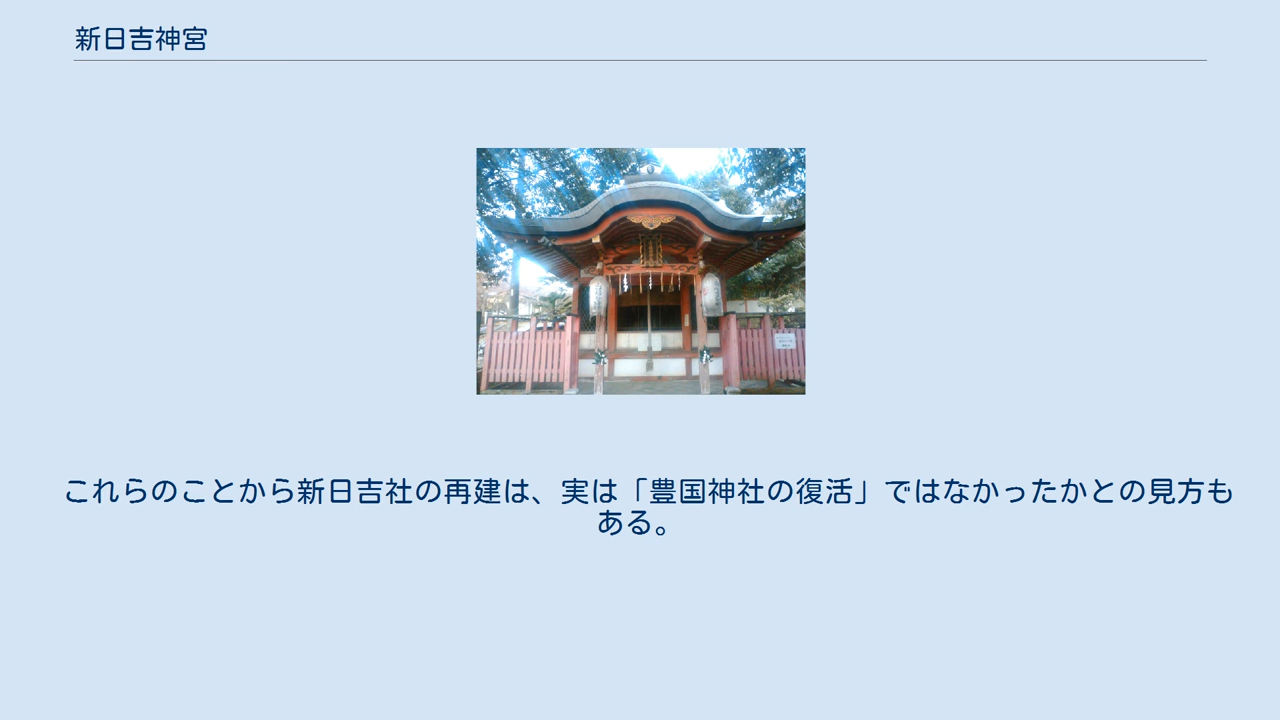 新日吉神宮
これらのことから新日吉社の再建は、実は「豊国神社の復活」ではなかったかとの見方も
ある。